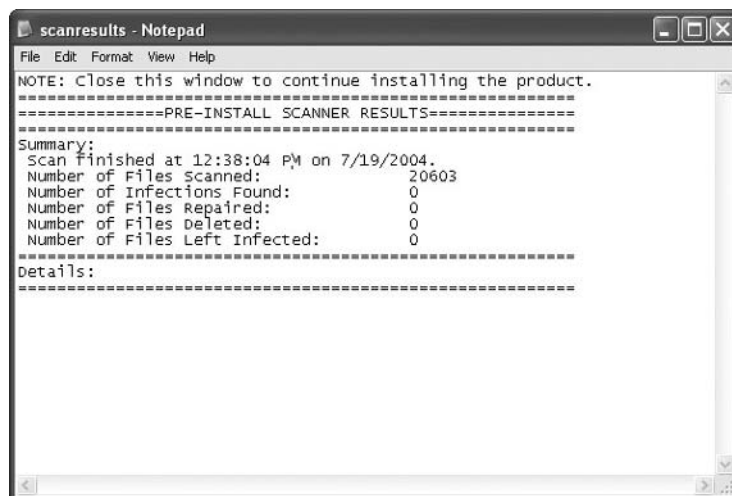 scanresults - Notepad
File Edit Format View Help
NOTE: Close this window to continue installing the product.
=========================================================
===============PRE-INSTALL SCANNER RESULTS===============
=========================================================
Summary:
Scan finished at 12:38:04 PM on 7/19/2004.
Number of Files Scanned: 20603
Number of Infections Found: 0
Number of Files Repaired: 0
Number of Files Deleted: 0
Number of Files Left Infected: 0
=========================================================
Details:
=========================================================